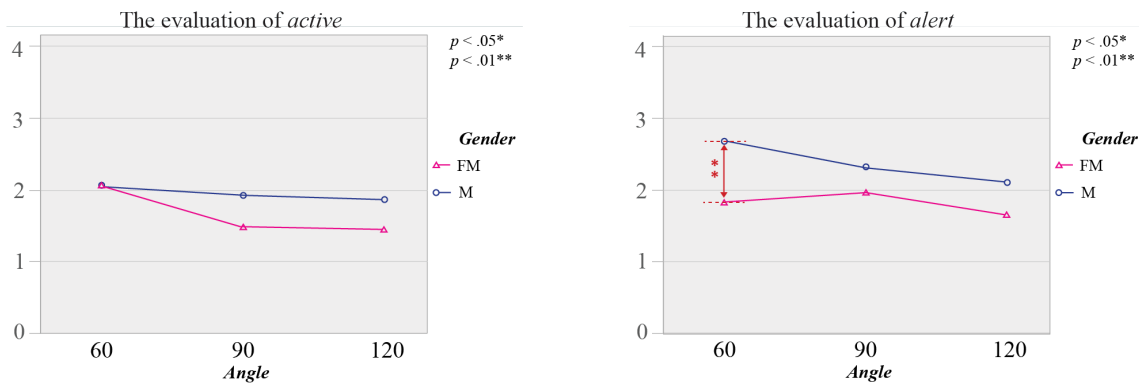 The evaluation of active
p < .05*
p < .01**
4
3
2
1
0
60
90
120
Angle
Gender
FM
M
The evaluation of alert
p < .05*
p < .01**
4
3
2
1
0
**
60
90
120
Angle
Gender
FM
M